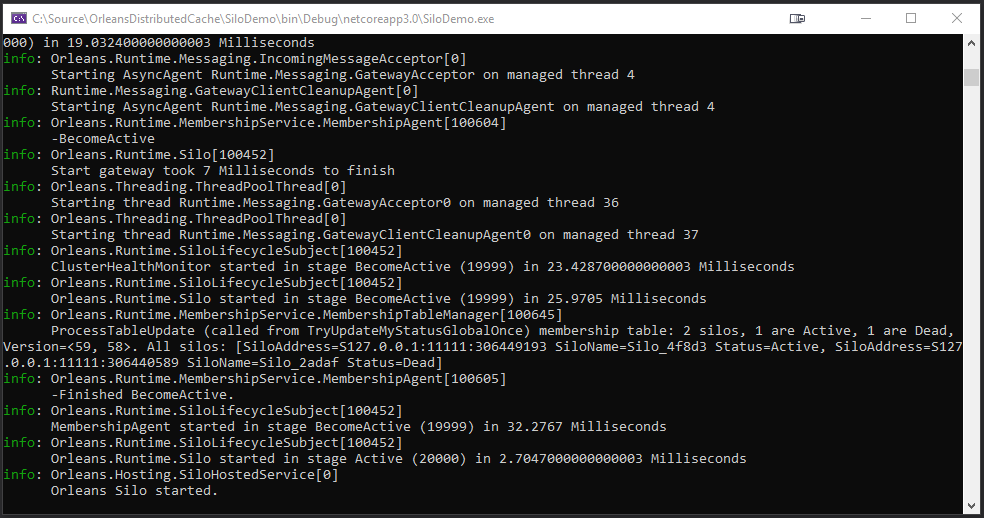 C:\Source\OrleansDistributedCache\SiloDemo\bin\Debug\netcoreapp3.0\SiloDemo.exe
000) in 19.032400000000003 Milliseconds
info: Orleans.Runtime.Messaging.IncomingMessageAcceptor[0]
      Starting AsyncAgent Runtime.Messaging.GatewayAcceptor on managed thread 4
info: Runtime.Messaging.GatewayClientCleanupAgent[0]
      Starting AsyncAgent Runtime.Messaging.GatewayClientCleanupAgent on managed thread 4
info: Orleans.Runtime.MembershipService.MembershipAgent[100604]
      -BecomeActive
info: Orleans.Runtime.Silo[100452]
      Start gateway took 7 Milliseconds to finish
info: Orleans.Threading.ThreadPoolThread[0]
      Starting thread Runtime.Messaging.GatewayAcceptor0 on managed thread 36
info: Orleans.Threading.ThreadPoolThread[0]
      Starting thread Runtime.Messaging.GatewayClientCleanupAgent0 on managed thread 37
info: Orleans.Runtime.SiloLifecycleSubject[100452]
      ClusterHealthMonitor started in stage BecomeActive (19999) in 23.428700000000003 Milliseconds
info: Orleans.Runtime.SiloLifecycleSubject[100452]
      Orleans.Runtime.Silo started in stage BecomeActive (19999) in 25.9705 Milliseconds
info: Orleans.Runtime.MembershipService.MembershipTableManager[100645]
      ProcessTableUpdate (called from TryUpdateMyStatusGlobalOnce) membership table: 2 silos, 1 are Active, 1 are Dead,
Version=<59, 58>. All silos: [SiloAddress=S127.0.0.1:11111:306449193 SiloName=Silo_4f8d3 Status=Active, SiloAddress=S127
.0.0.1:11111:306440589 SiloName=Silo_2adaf Status=Dead]
info: Orleans.Runtime.MembershipService.MembershipAgent[100605]
      -Finished BecomeActive.
info: Orleans.Runtime.SiloLifecycleSubject[100452]
      MembershipAgent started in stage BecomeActive (19999) in 32.2767 Milliseconds
info: Orleans.Runtime.SiloLifecycleSubject[100452]
      Orleans.Runtime.Silo started in stage Active (20000) in 2.7047000000000003 Milliseconds
info: Orleans.Hosting.SiloHostedService[0]
      Orleans Silo started.